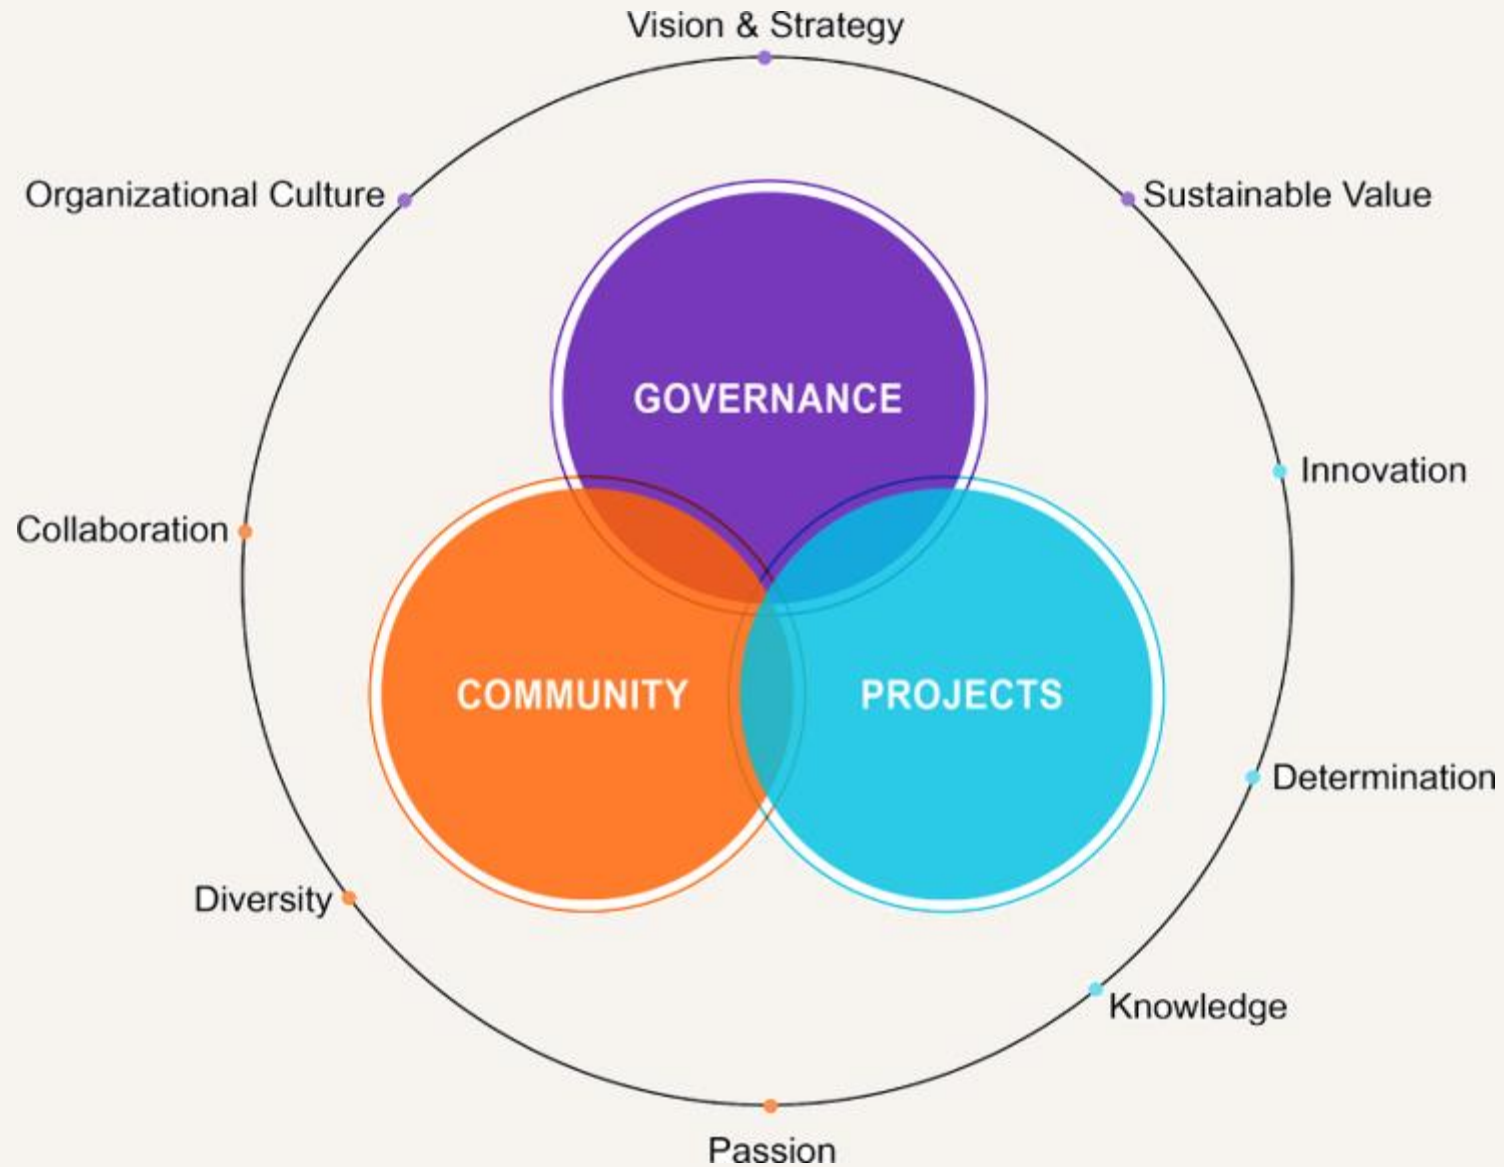 Vision & Strategy
Organizational Culture
Sustainable Value
GOVERNANCE
Innovation
Collaboration
COMMUNITY
PROJECTS
Determination
Diversity
Knowledge
Passion